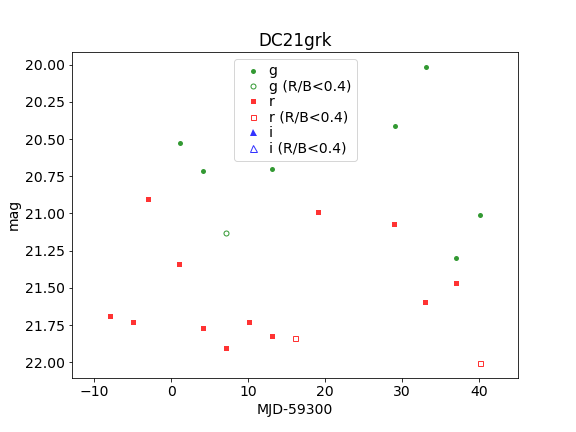 DC21grk
g
g (R/B<0.4)
r
r (R/B<0.4)
i
i (R/B<0.4)
mag
20.00
20.25
20.50
20.75
21.00
21.25
21.50
21.75
22.00
−10 0 10 20 30 40
MJD-59300